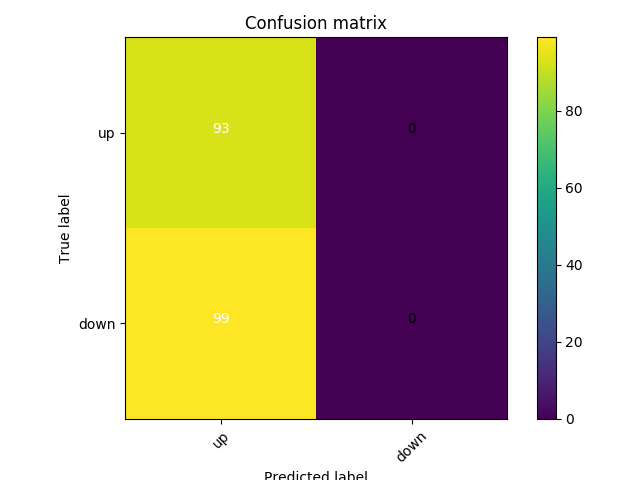 Confusion matrix
True label
up
93
0
down
99
0
up
down
Predicted label
80
60
40
20
0